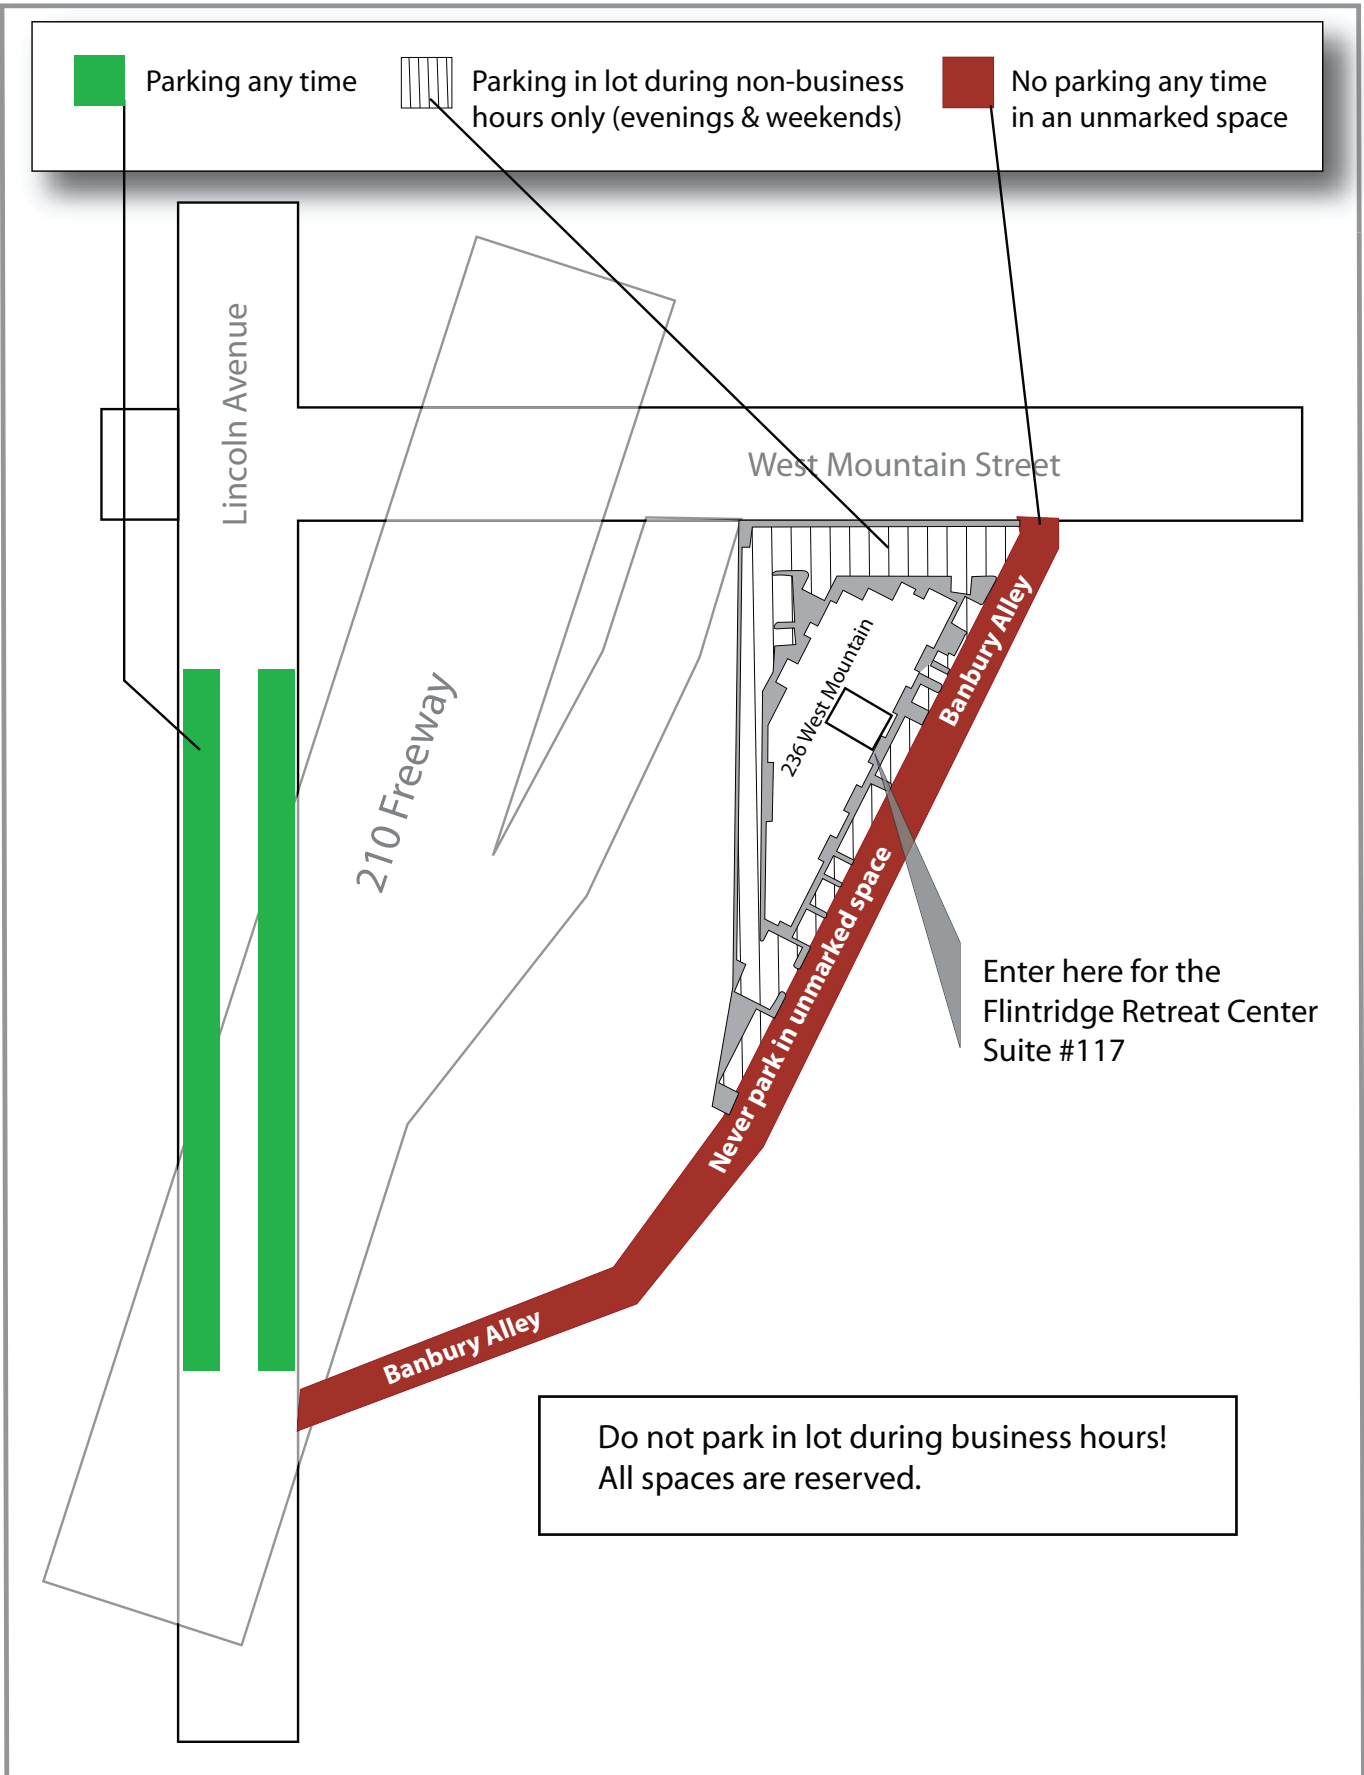 Parking any time
Parking in lot during non-business
hours only (evenings & weekends)
No parking any time
in an unmarked space
Lincoln Avenue
West Mountain Street
210 Freeway
236 West Mountain
Banbury Alley
Never park in unmarked space
Enter here for the
Flintridge Retreat Center
Suite #117
Banbury Alley
Do not park in lot during business hours!
All spaces are reserved.